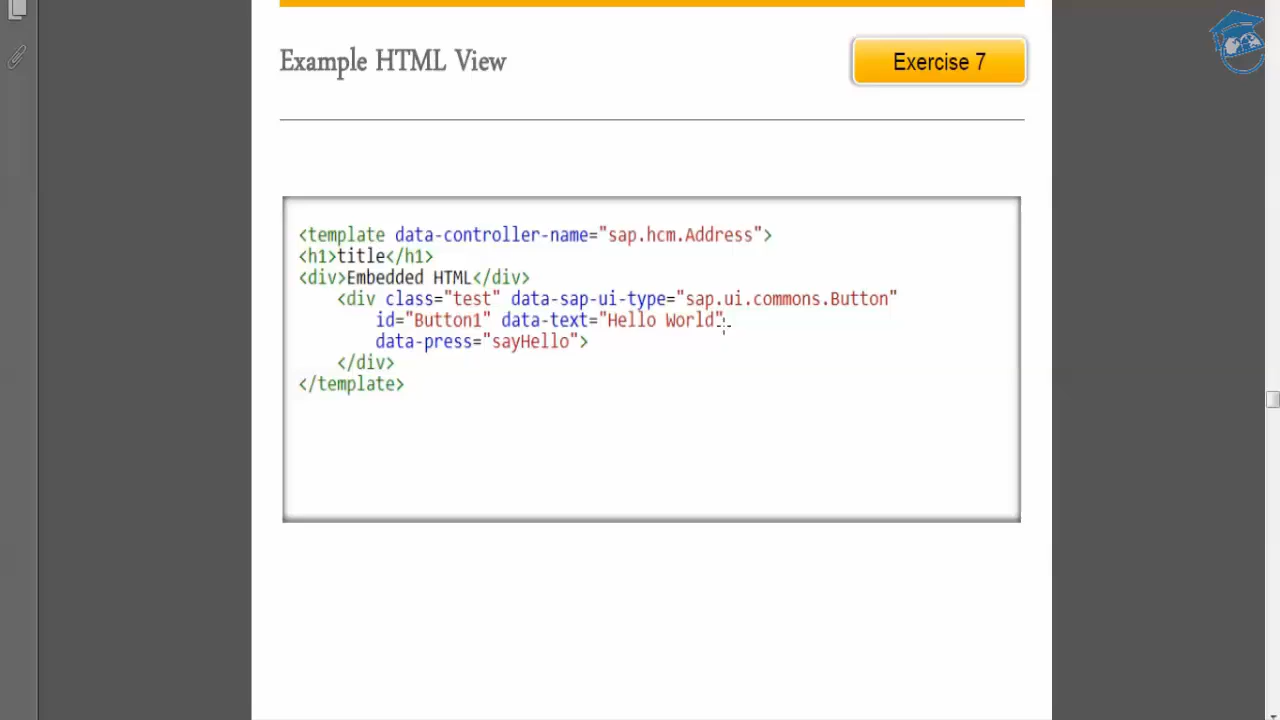 Example HTML View
Exercise 7
<template data-controller-name="sap.hcm.Address">
<h1>title</h1>
<div>Embedded HTML</div>
<div class="test" data-sap-ui-type="sap.ui.commons.Button"
id="Button1" data-text="Hello World"
data-press="sayHello">
</div>
</template>